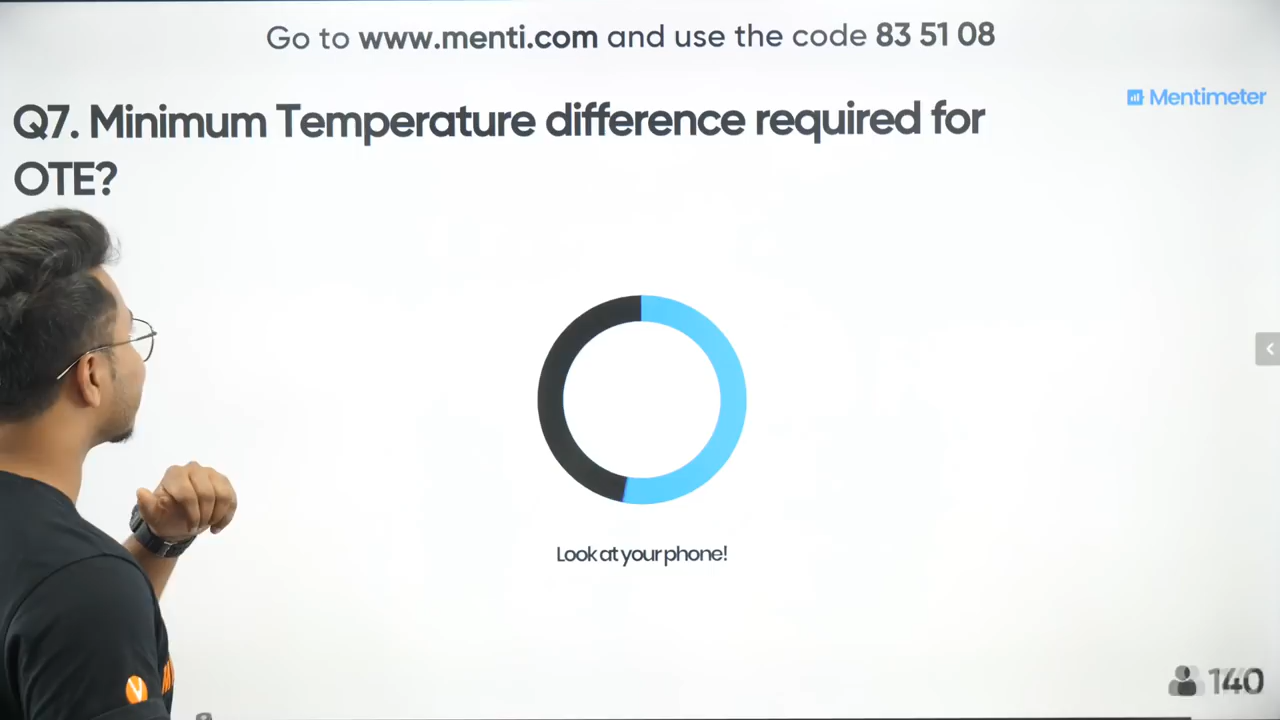 Go to www.menti.com and use the code 83 51 08
Mentimeter
Q7. Minimum Temperature difference required for
OTE?
Look at your phone!
140
V